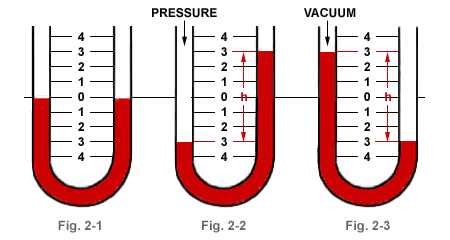 PRESSURE VACUUM
4 4 4
3 3 3
2 2 2
1 1 1
0 0 h 0 h
1 1 1
2 2 2
3 3 3
4 4 4
Fig. 2-1 Fig. 2-2 Fig. 2-3